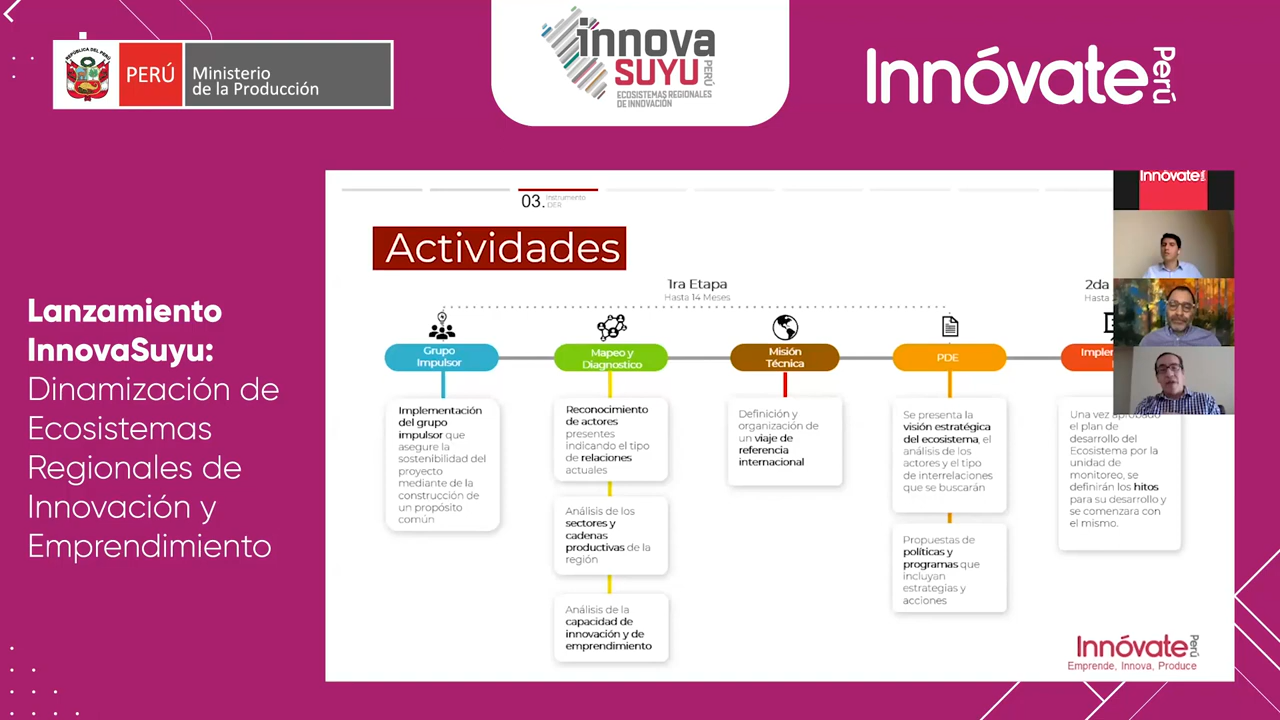 REPÚBLICA DEL PERÚ
PERÚ
Ministerio
de la Producción
innova
SUYU
PERÚ
ECOSISTEMAS REGIONALES
DE INNOVACIÓN
Innóvate
Perú
Lanzamiento
InnovaSuyu:
Dinamización de
Ecosistemas
Regionales de
Innovación y
Emprendimiento
03.
Instrumento
DER
Actividades
1ra Etapa
Hasta 14 Meses
2da
Hasta
Grupo
Impulsor
Implementación
del grupo
impulsor que
asegure la
sostenibilidad del
proyecto
mediante de la
construcción de
un propósito
común
Mapeo y
Diagnostico
Reconocimiento
de actores
presentes
indicando el tipo
de relaciones
actuales
Análisis de los
sectores y
cadenas
productivas de la
región
Análisis de la
capacidad de
innovación y de
emprendimiento
Misión
Técnica
Definición y
organización de
un viaje de
referencia
internacional
PDE
Se presenta la
visión estratégica
del ecosistema, el
análisis de los
actores y el tipo
de interrelaciones
que se buscarán
Propuestas de
políticas y
programas que
incluyan
estrategias y
acciones
Implem
Una vez aprobado
el plan de
desarrollo del
Ecosistema por la
unidad de
monitoreo, se
definirán los hitos
para su desarrollo y
se comenzara con
el mismo.
Innóvate
Innóvate
Perú
Emprende, Innova, Produce